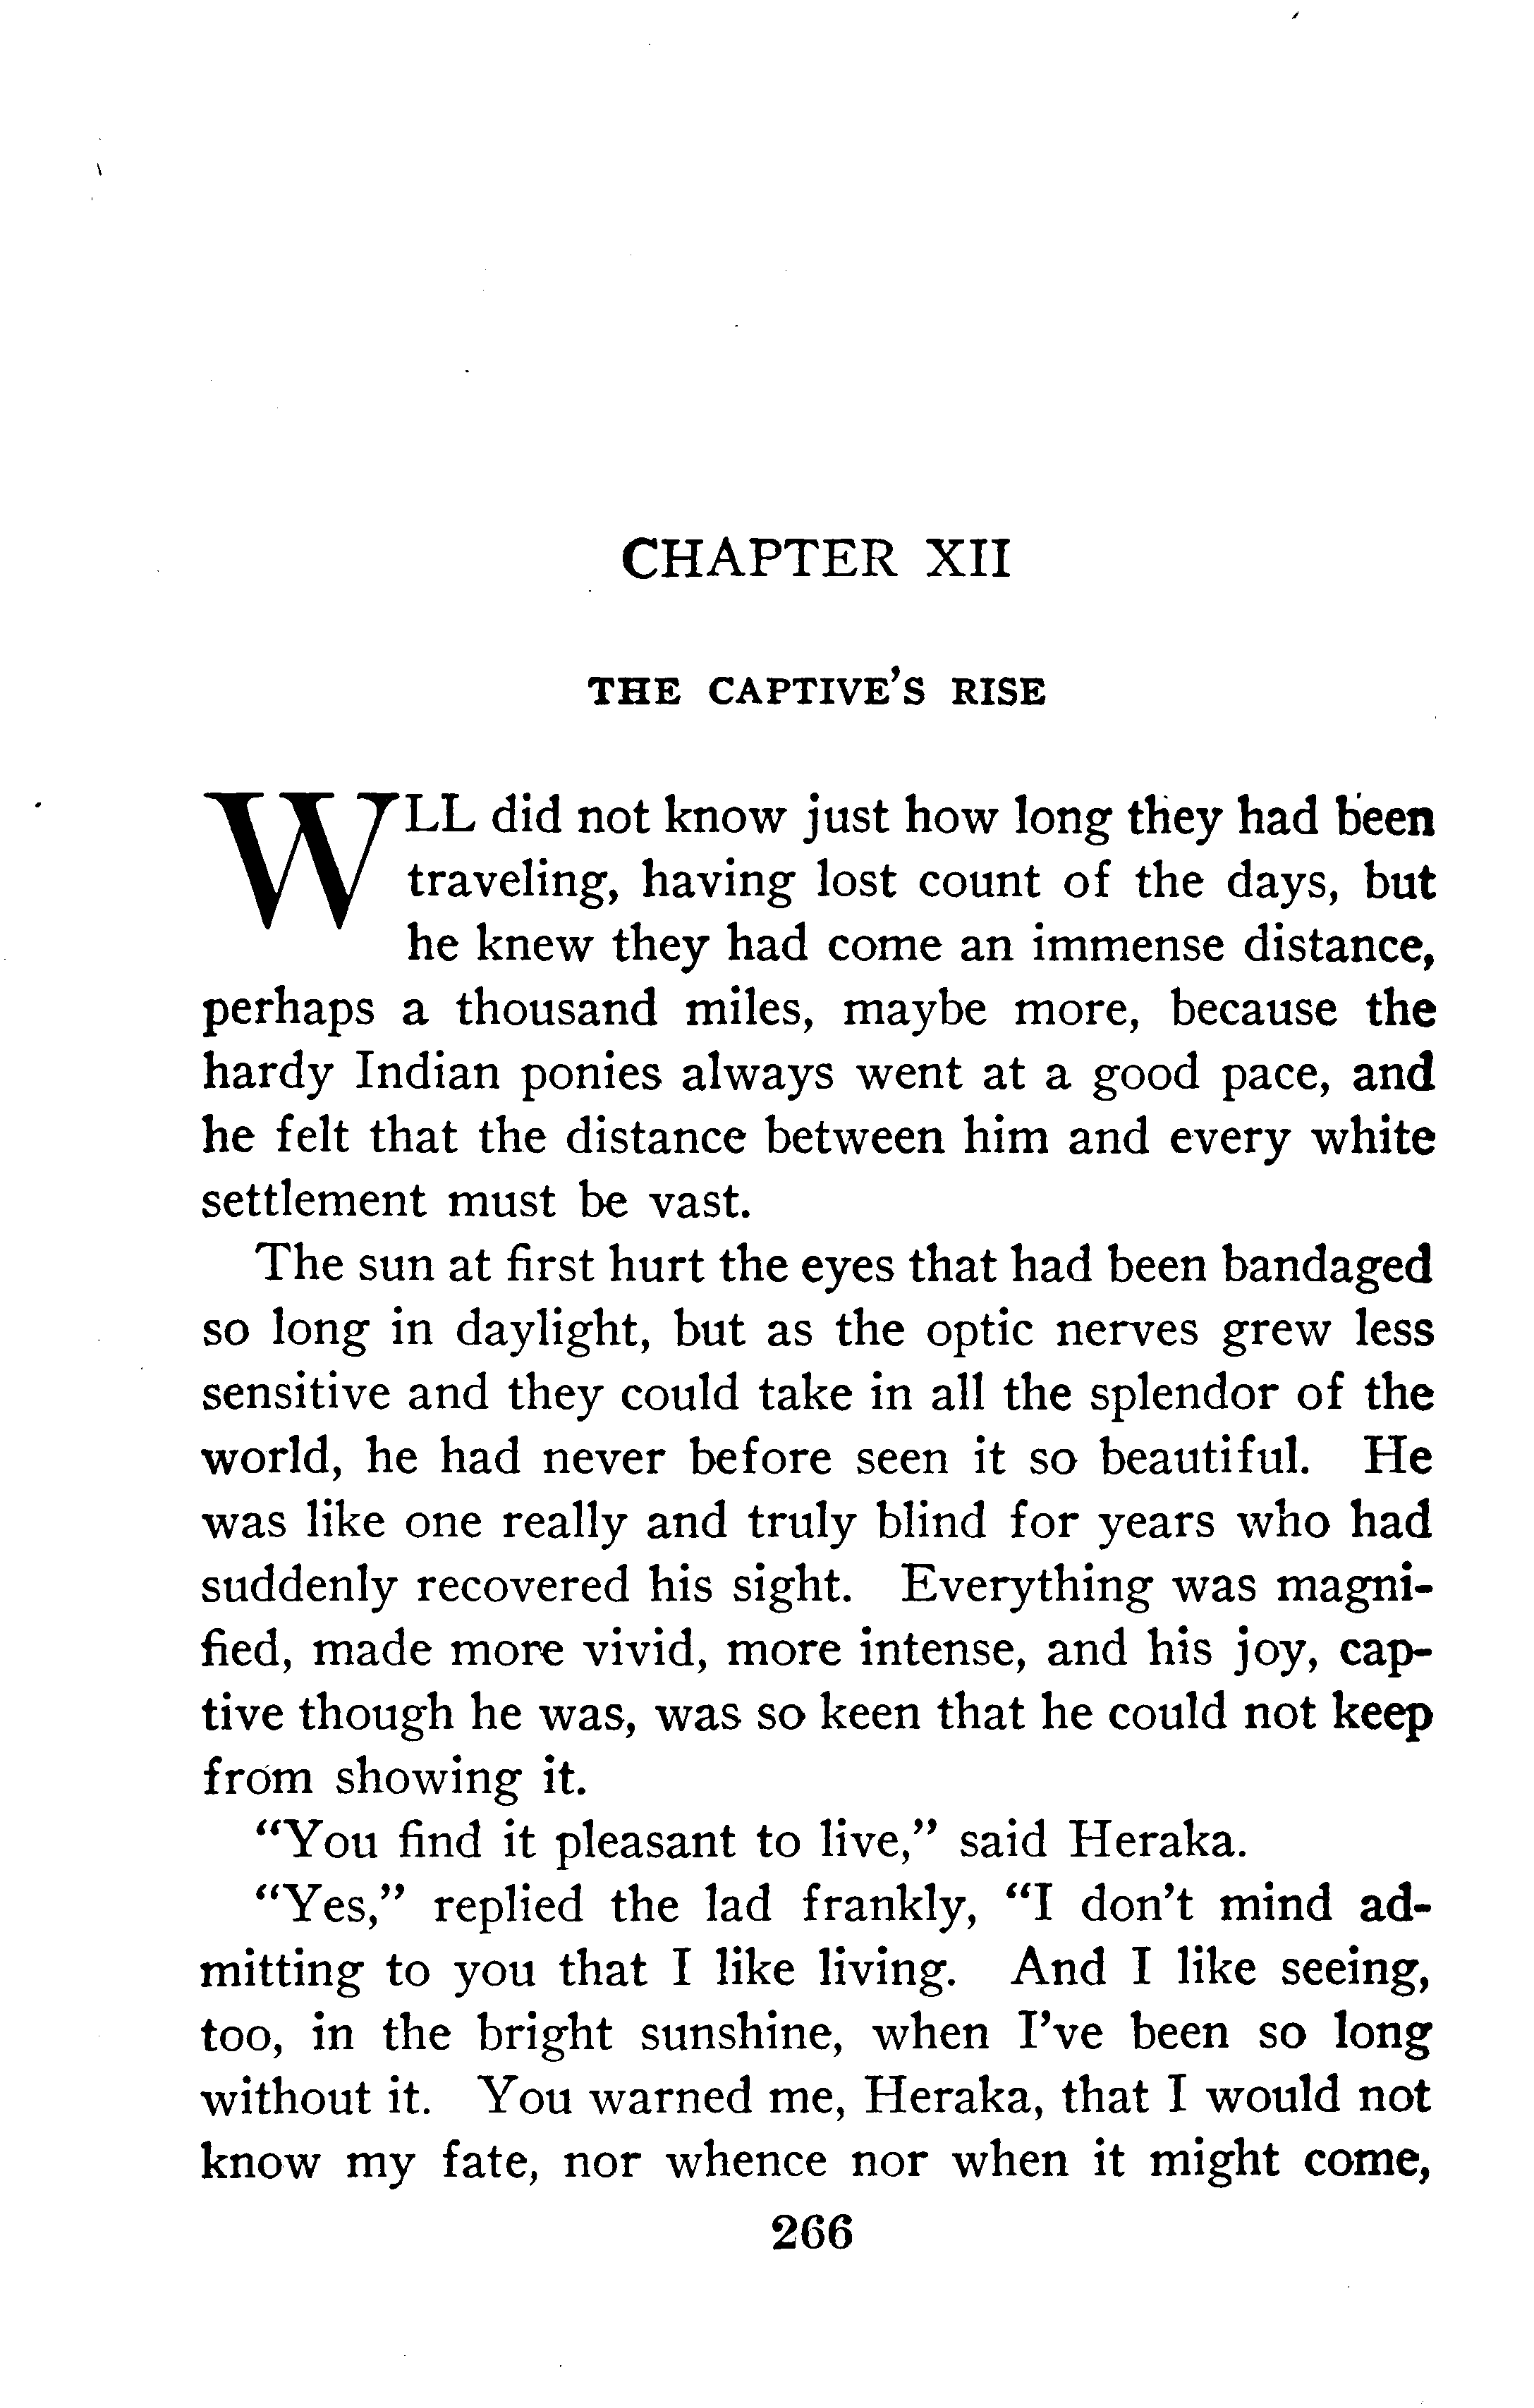 CHAPTER XII
THE CAPTIVE'S RISE
WLL did not know just how long they had been
traveling, having lost count of the days, but
he knew they had come an immense distance,
perhaps a thousand miles, maybe more, because the
hardy Indian ponies always went at a good pace, and
he felt that the distance between him and every white
settlement must be vast.
The sun at first hurt the eyes that had been bandaged
so long in daylight, but as the optic nerves grew less
sensitive and they could take in all the splendor of the
world, he had never before seen it so beautiful. He
was like one really and truly blind for years who had
suddenly recovered his sight. Everything was magni-
fied, made more vivid, more intense, and his joy, cap-
tive though he was, was so keen that he could not keep
from showing it.
"You find it pleasant to live," said Heraka.
"Yes," replied the lad frankly, "I don't mind ad-
mitting to you that I like living. And I like seeing,
too, in the bright sunshine, when I've been so long
without it. You warned me, Heraka, that I would not
know my fate, nor whence nor when it might come,
266